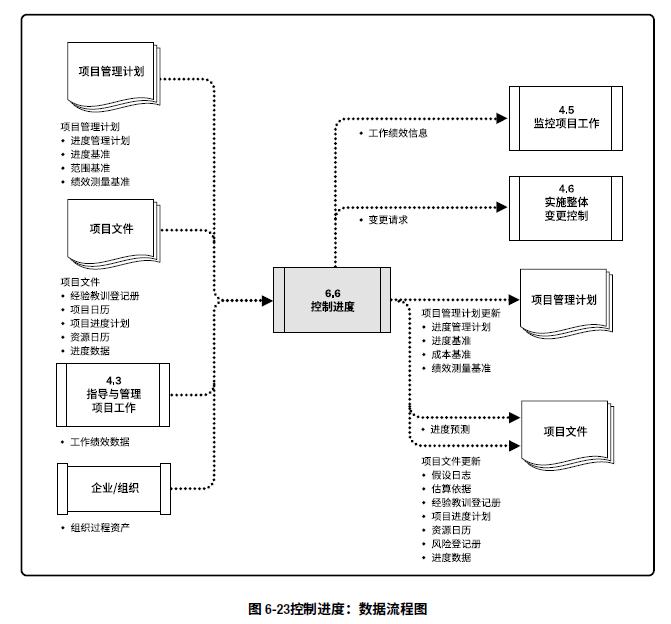 项目管理计划
项目管理计划
• 进度管理计划
• 进度基准
• 范围基准
• 绩效测量基准
项目文件
项目文件
• 经验教训登记册
• 项目日历
• 项目进度计划
• 资源日历
• 进度数据
4.3
指导与管理
项目工作
• 工作绩效数据
企业/组织
• 组织过程资产
6.6
控制进度
• 工作绩效信息
4.5
监控项目工作
• 变更请求
4.6
实施整体
变更控制
项目管理计划
项目管理计划更新
• 进度管理计划
• 进度基准
• 成本基准
• 绩效测量基准
• 进度预测
项目文件
项目文件更新
• 假设日志
• 估算依据
• 经验教训登记册
• 项目进度计划
• 资源日历
• 风险登记册
• 进度数据
图 6-23控制进度：数据流程图